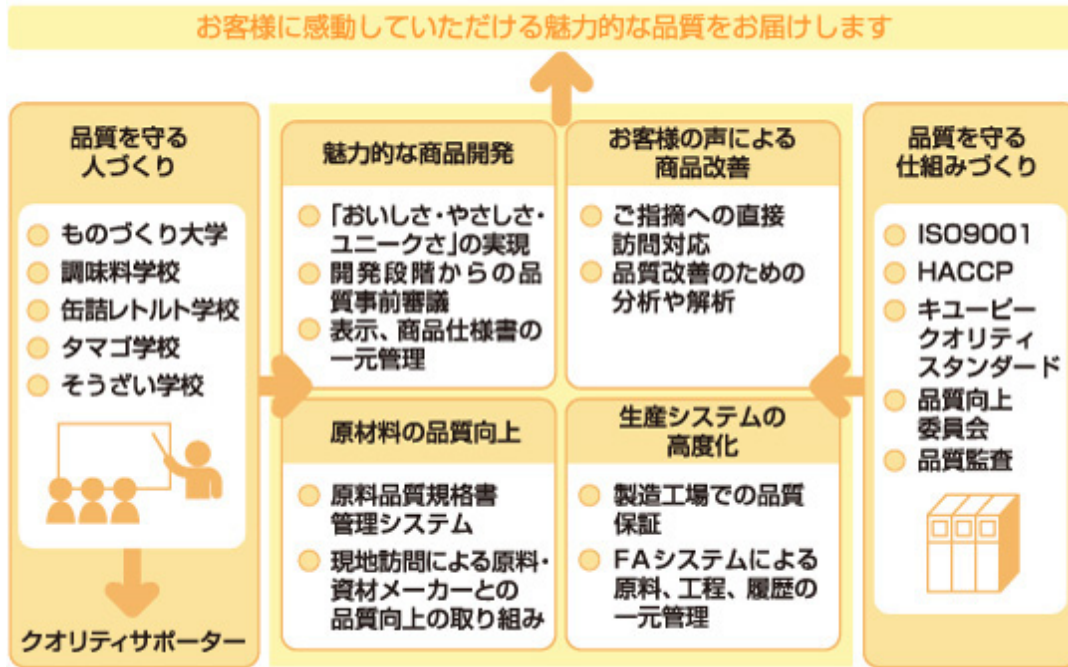 お客様に感動していただける魅力的な品質をお届けします
品質を守る
人づくり
ものづくり大学
調味料学校
缶詰レトルト学校
タマゴ学校
そうざい学校
クオリティサポーター
魅力的な商品開発
「おいしさ・やさしさ・
ユニークさ」の実現
開発段階からの品
質事前審議
表示、商品仕様書の
一元管理
お客様の声による
商品改善
ご指摘への直接
訪問対応
品質改善のための
分析や解析
原材料の品質向上
原料品質規格書
管理システム
現地訪問による原料・
資材メーカーとの
品質向上の取り組み
生産システムの
高度化
製造工場での品質
保証
FAシステムによる
原料、工程、履歴の
一元管理
品質を守る
仕組みづくり
ISO9001
HACCP
キユーピー
クオリティ
スタンダード
品質向上
委員会
品質監査